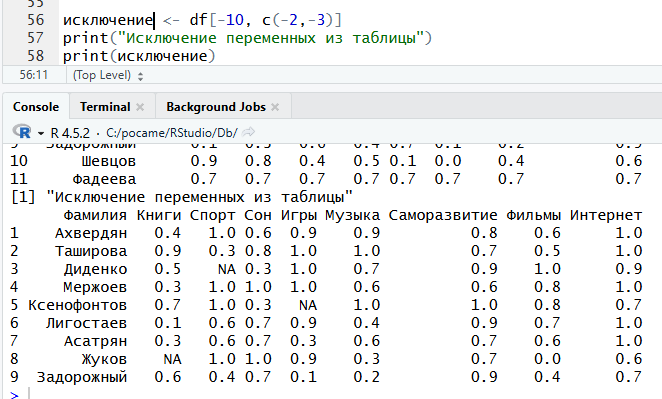 56 исключение <- df[-10, c(-2,-3)]
57 print("Исключение переменных из таблицы")
58 print(исключение)
56:11 (Top Level)
Console Terminal Background Jobs
R R 4.5.2 · C:/pocame/RStudio/Db/
10 Шевцов 0.9 0.8 0.4 0.5 0.1 0.0 0.4 0.6
11 Фадеева 0.7 0.7 0.7 0.7 0.7 0.7 0.7 0.7
[1] "Исключение переменных из таблицы"
Фамилия Книги Спорт Сон Игры Музыка Саморазвитие Фильмы Интернет
1 Ахвердян 0.4 1.0 0.6 0.9 0.9 0.8 0.6 1.0
2 Таширова 0.9 0.3 0.8 1.0 1.0 0.7 0.5 1.0
3 Диденко 0.5 NA 0.3 1.0 0.7 0.9 1.0 0.9
4 Мержоев 0.3 1.0 1.0 1.0 0.6 0.6 0.8 1.0
5 Ксенофонтов 0.7 1.0 0.3 NA 1.0 1.0 0.8 0.7
6 Лигостаев 0.1 0.6 0.7 0.9 0.4 0.9 0.7 1.0
7 Асатрян 0.3 0.6 0.7 0.3 0.6 0.7 0.6 1.0
8 Жуков NA 1.0 1.0 0.9 0.3 0.7 0.0 0.6
9 Задорожный 0.6 0.4 0.7 0.1 0.2 0.9 0.4 0.7
>